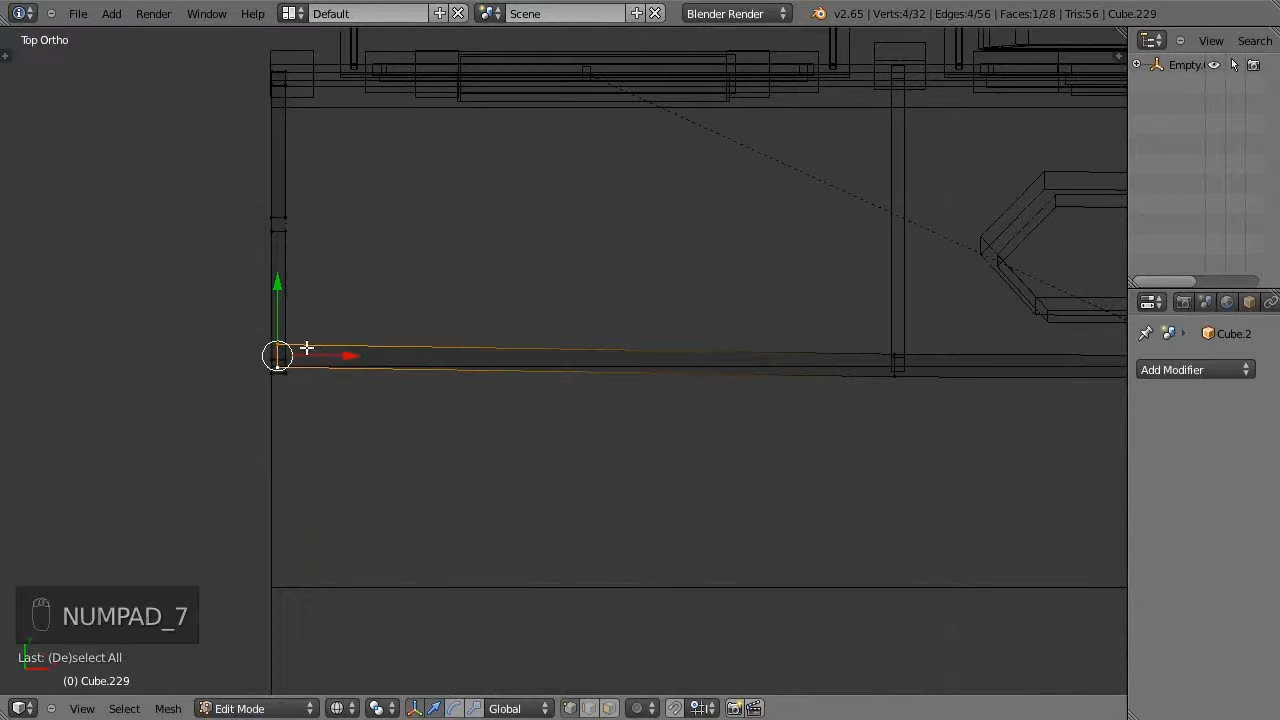 File Add Render Window Help Default Scene Blender Render v2.65 | Verts:4/32 | Edges:4/56 | Faces:1/28 | Tris:56 | Cube.229
Top Ortho
View Search
Empty.
Cube.2
Add Modifier
NUMPAD_7
Last: (De)select All
(0) Cube.229
View Select Mesh Edit Mode Global